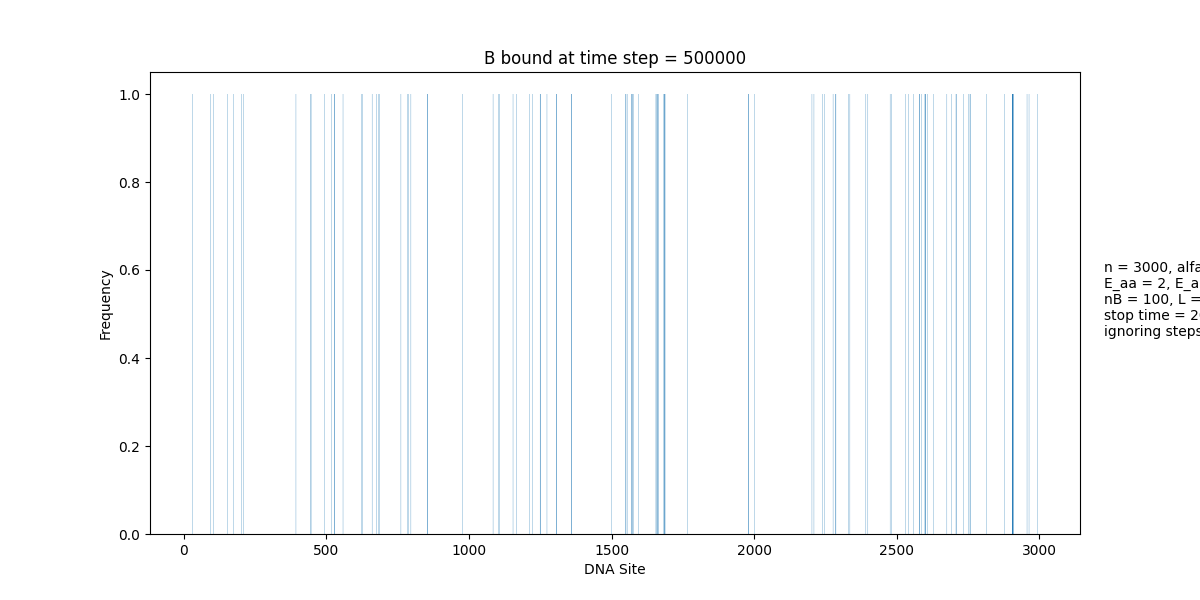 B bound at time step = 500000
Frequency
1.0
0.8
0.6
0.4
0.2
0.0
0 500 1000 1500 2000 2500 3000
DNA Site
n = 3000, alfa
E_aa = 2, E_a
nB = 100, L =
stop time = 2
ignoring steps